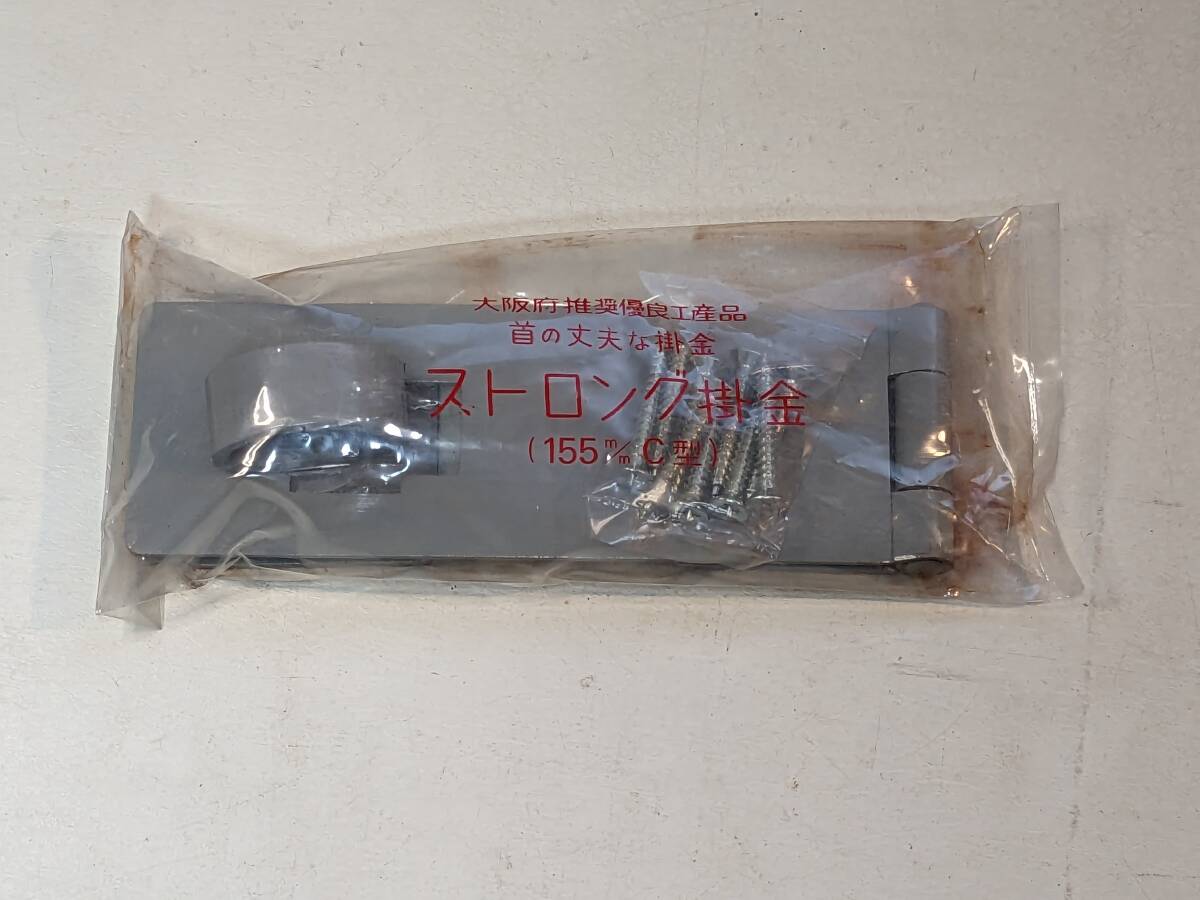 大阪府推奨優良工産品
首の丈夫な掛金
ストロング掛金
(155m/m C型)